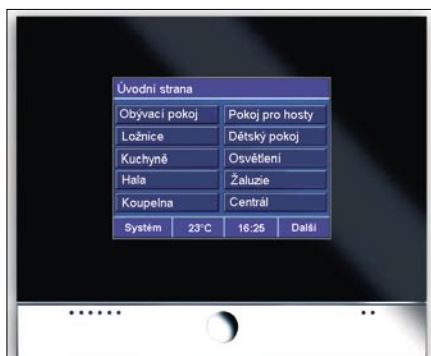 Úvodní strana
Obývací pokoj Pokoj pro hosty
Ložnice Dětský pokoj
Kuchyně Osvětlení
Hala Žaluzie
Koupelna Centrál
Systém 23°C 16:25 Další